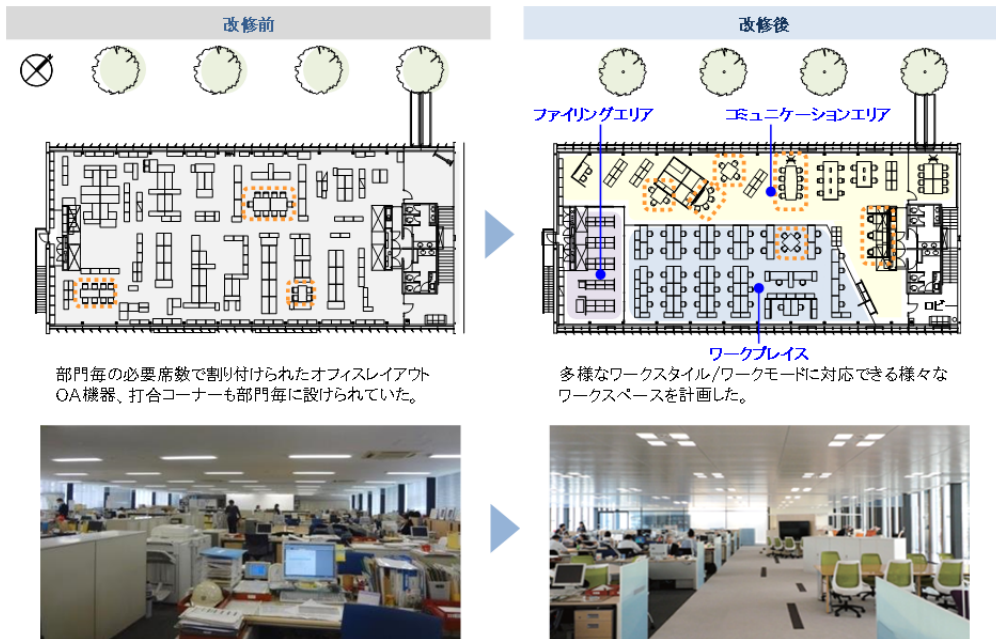 改修前
改修後
ファイリングエリア
コミュニケーションエリア
ワークプレイス
部門毎の必要席数で割り付けられたオフィスレイアウト
OA機器、打合コーナーも部門毎に設けられていた。
多様なワークスタイル/ワークモードに対応できる様々な
ワークスペースを計画した。